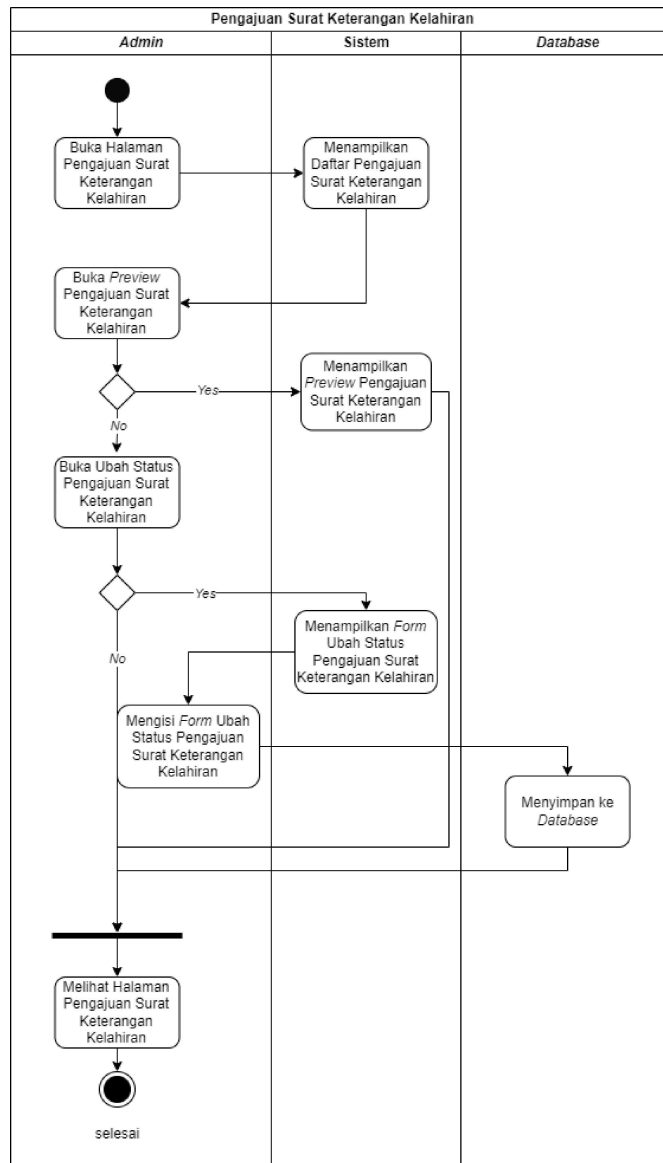 Pengajuan Surat Keterangan Kelahiran
Admin
Sistem
Database
Buka Halaman
Pengajuan Surat
Keterangan
Kelahiran
Menampilkan
Daftar Pengajuan
Surat Keterangan
Kelahiran
Buka Preview
Pengajuan Surat
Keterangan
Kelahiran
Yes
Menampilkan
Preview Pengajuan
Surat Keterangan
Kelahiran
No
Buka Ubah Status
Pengajuan Surat
Keterangan
Kelahiran
Yes
Menampilkan Form
Ubah Status
Pengajuan Surat
Keterangan Kelahiran
No
Mengisi Form Ubah
Status Pengajuan
Surat Keterangan
Kelahiran
Menyimpan ke
Database
Melihat Halaman
Pengajuan Surat
Keterangan
Kelahiran
selesai